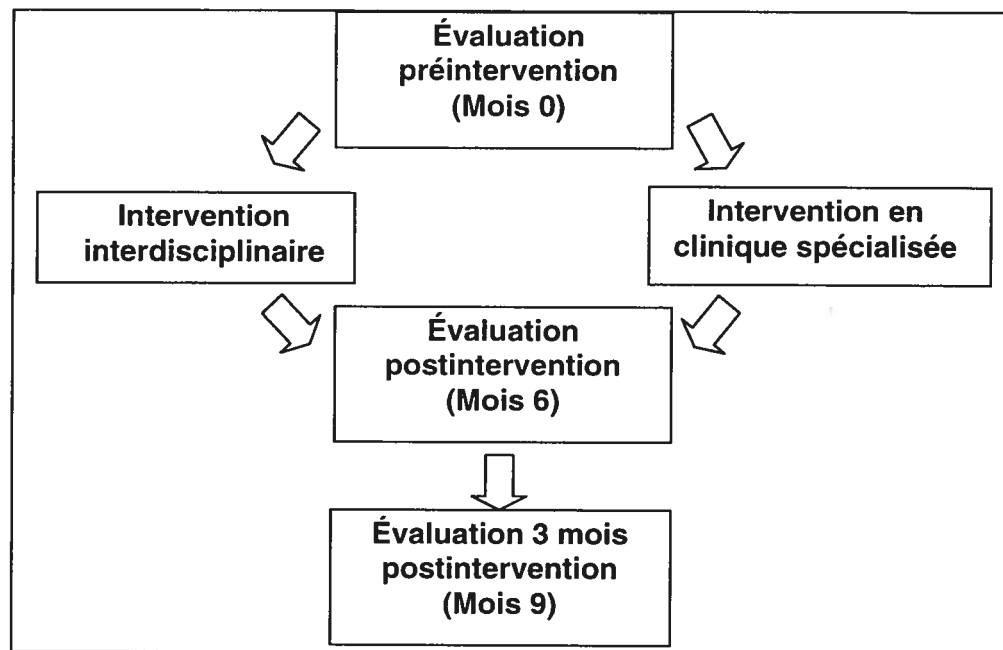 Évaluation
préintervention
(Mois 0)
Intervention
interdisciplinaire
Intervention en
clinique spécialisée
Évaluation
postintervention
(Mois 6)
Évaluation 3 mois
postintervention
(Mois 9)